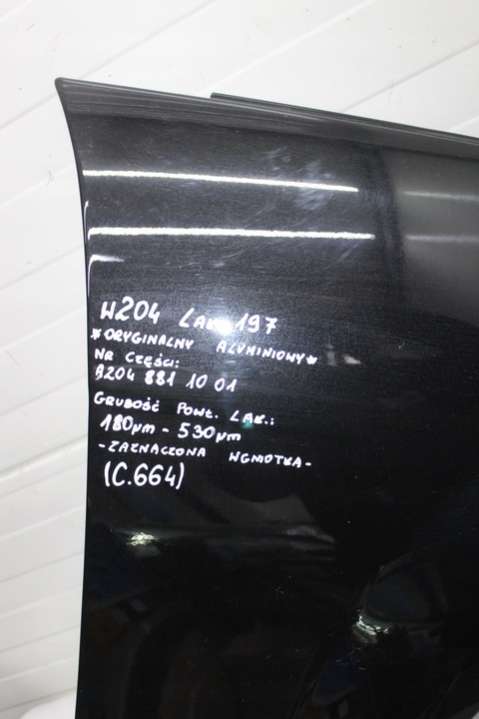 W204 LAK 197
*ORYGINALNY ALUMINIOWY*
NR CZĘŚCI:
A204 881 10 01
GRUBOŚĆ POWŁ. LAK.:
180µm - 530µm
-ZAZNACZONA WGNIOTKA-
(C.664)